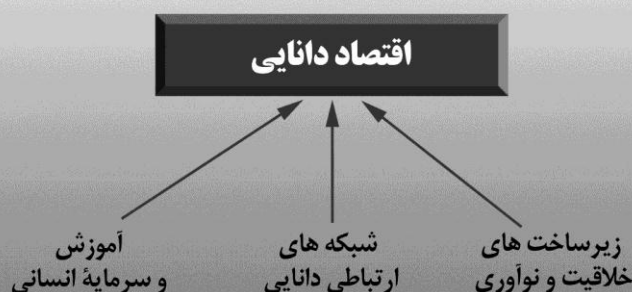 اقتصاد دانایی
زیرساخت های
خلاقیت و نوآوری
شبکه های
ارتباطی دانایی
آموزش
و سرمایهٔ انسانی